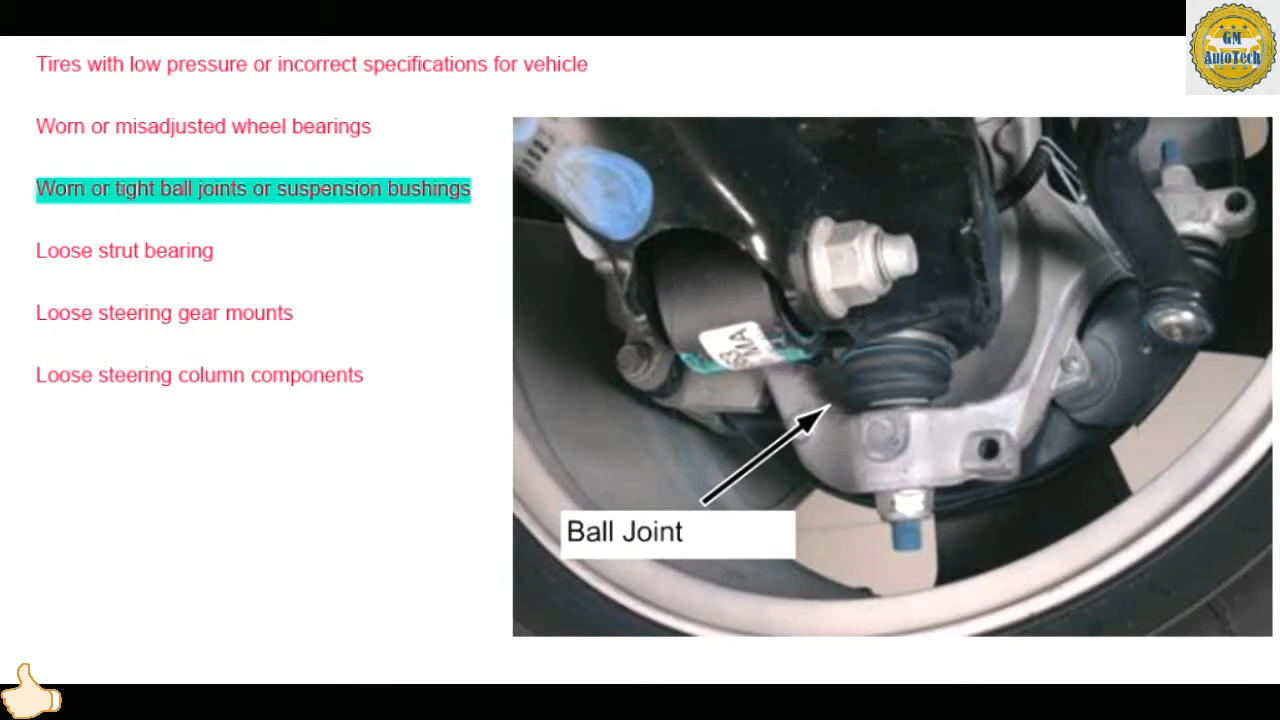 GM
AutoTech
Tires with low pressure or incorrect specifications for vehicle
Worn or misadjusted wheel bearings
Worn or tight ball joints or suspension bushings
Loose strut bearing
Loose steering gear mounts
Loose steering column components
Ball Joint